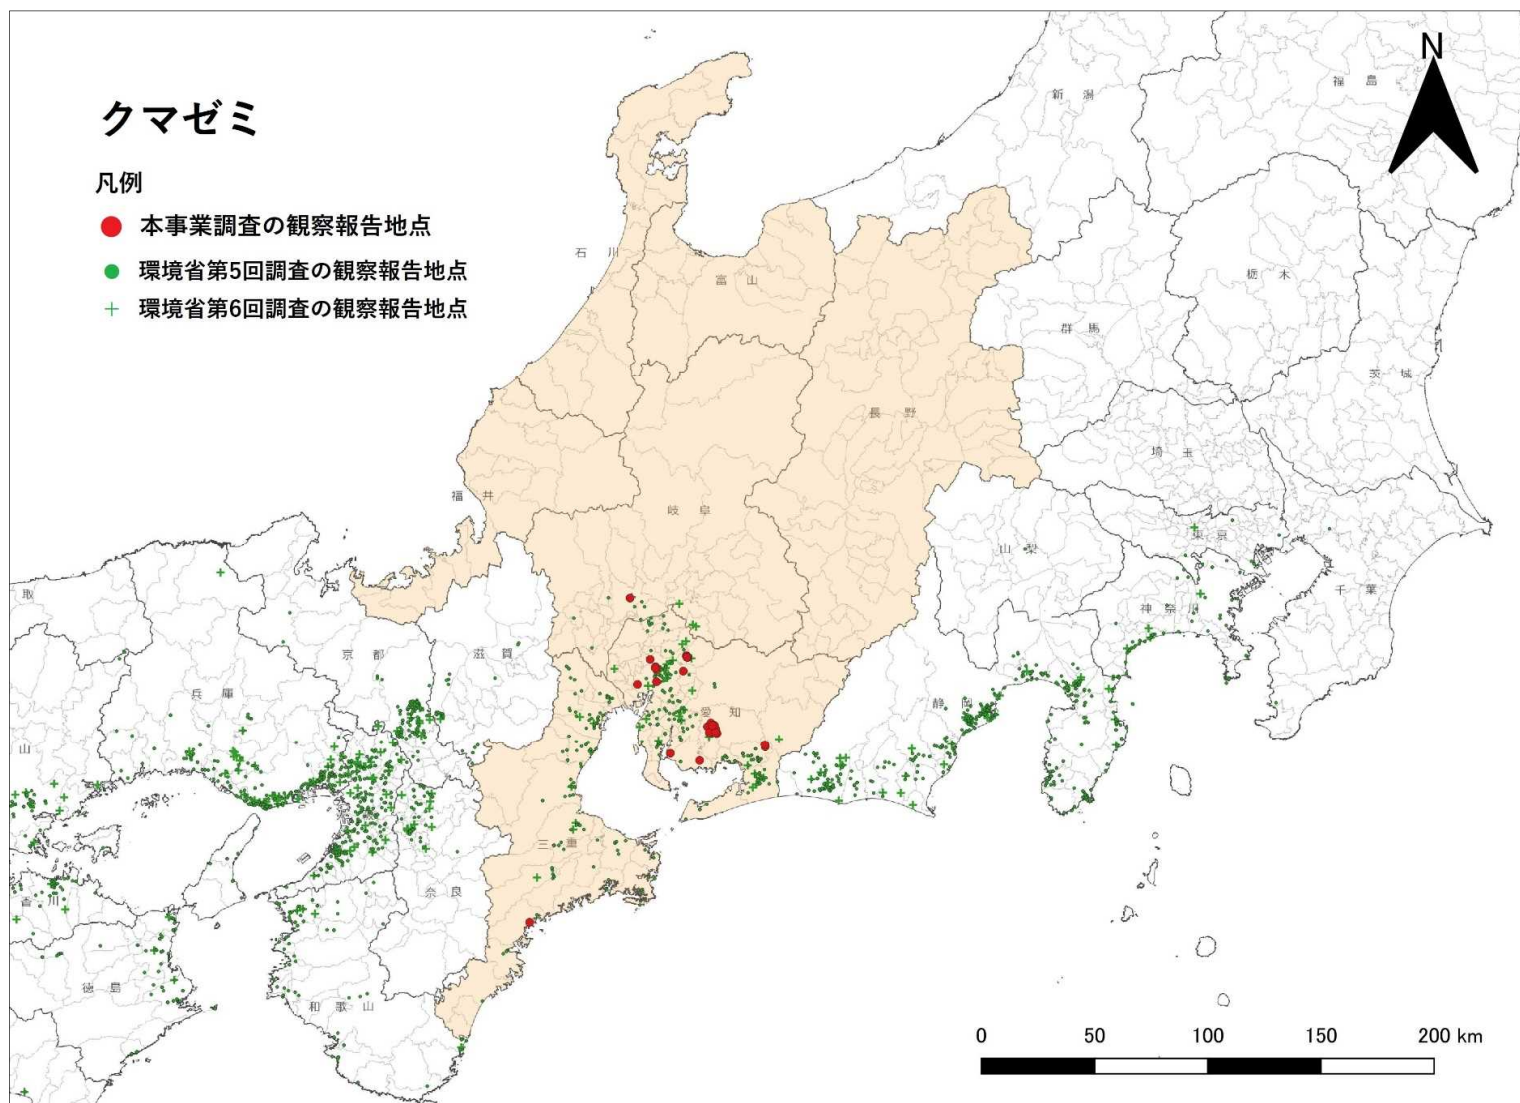 クマゼミ
凡例
本事業調査の観察報告地点
環境省第5回調査の観察報告地点
環境省第6回調査の観察報告地点
N
福島
新潟
石川
富山
栃木
群馬
茨城
長野
埼玉
福井
岐阜
東京
山梨
取
千葉
神奈川
京都
滋賀
兵庫
静岡
愛知
山
三重
奈良
香川
徳島
和歌山
0 50 100 150 200 km